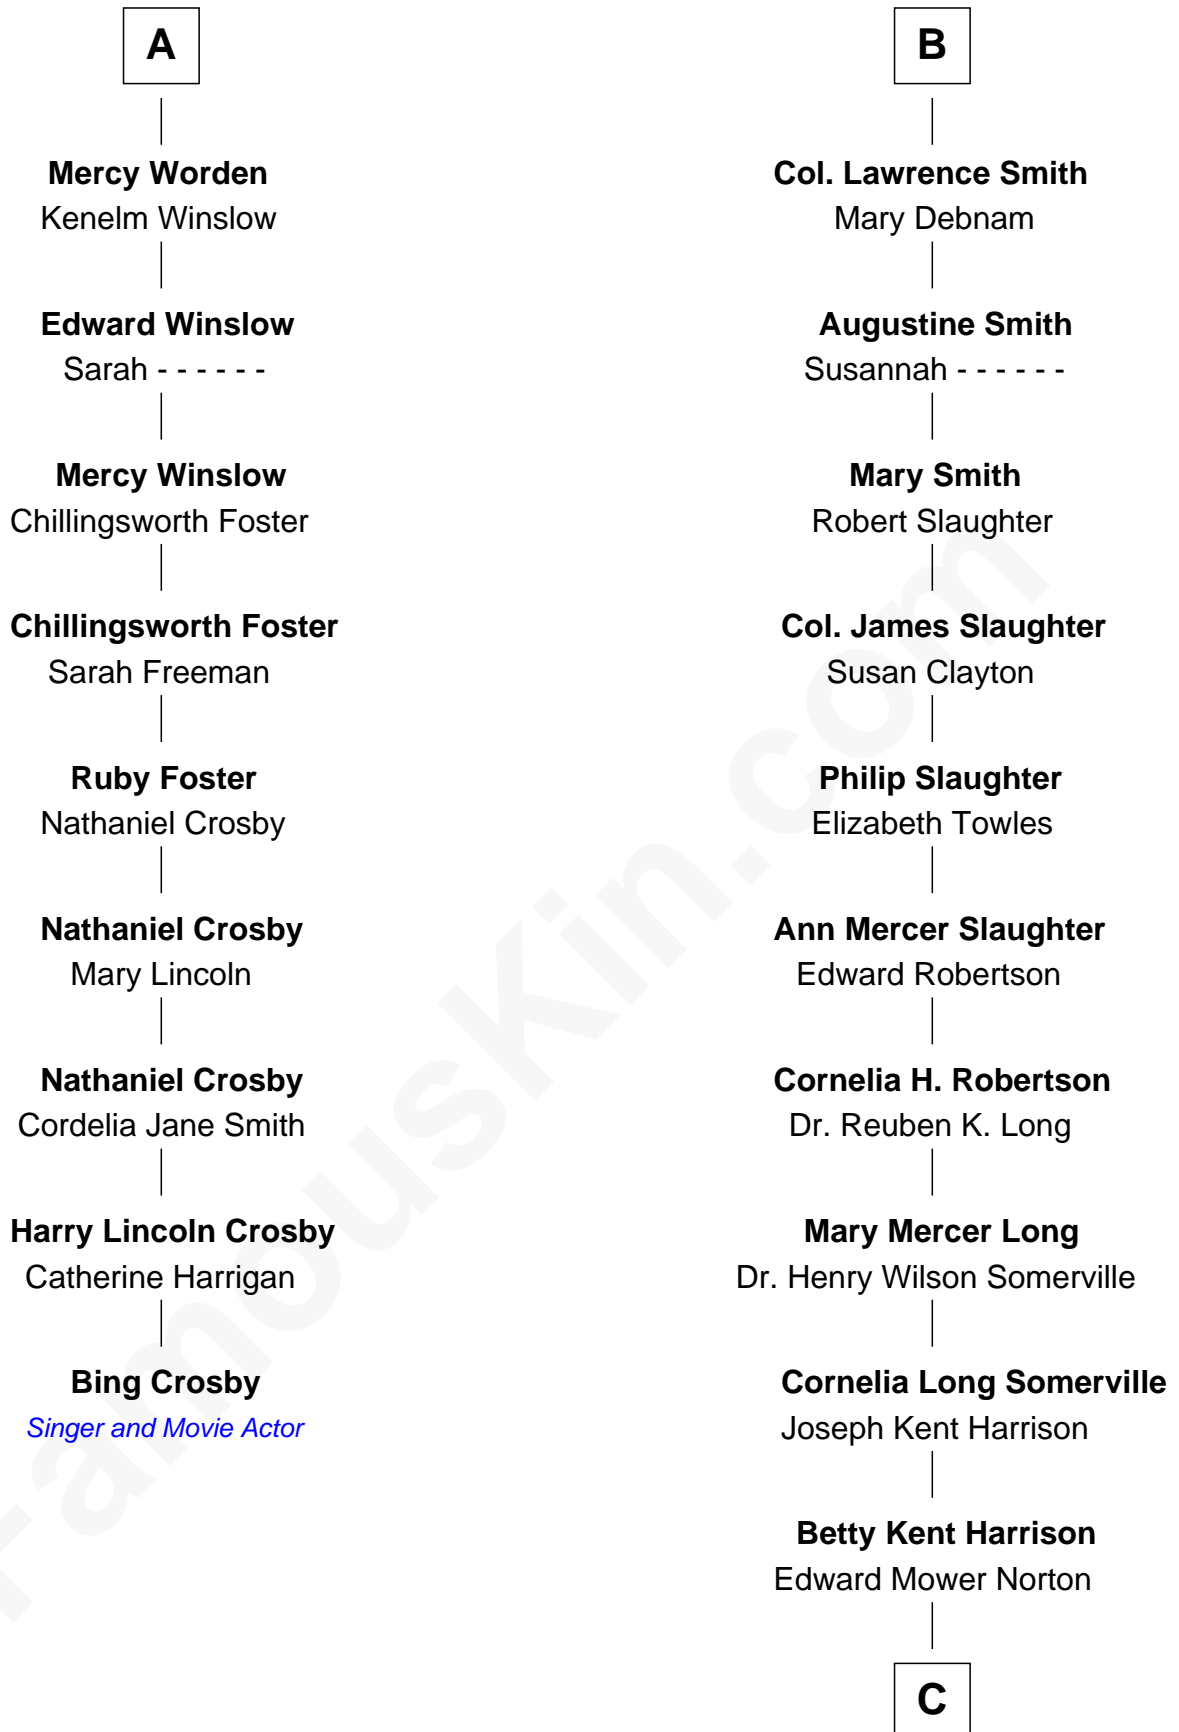 A
Mercy Worden
Kenelm Winslow
Edward Winslow
Sarah - - - - - -
Mercy Winslow
Chillingsworth Foster
Chillingsworth Foster
Sarah Freeman
Ruby Foster
Nathaniel Crosby
Nathaniel Crosby
Mary Lincoln
Nathaniel Crosby
Cordelia Jane Smith
Harry Lincoln Crosby
Catherine Harrigan
Bing Crosby
Singer and Movie Actor
B
Col. Lawrence Smith
Mary Debnam
Augustine Smith
Susannah - - - - - -
Mary Smith
Robert Slaughter
Col. James Slaughter
Susan Clayton
Philip Slaughter
Elizabeth Towles
Ann Mercer Slaughter
Edward Robertson
Cornelia H. Robertson
Dr. Reuben K. Long
Mary Mercer Long
Dr. Henry Wilson Somerville
Cornelia Long Somerville
Joseph Kent Harrison
Betty Kent Harrison
Edward Mower Norton
C
FamousKin.com